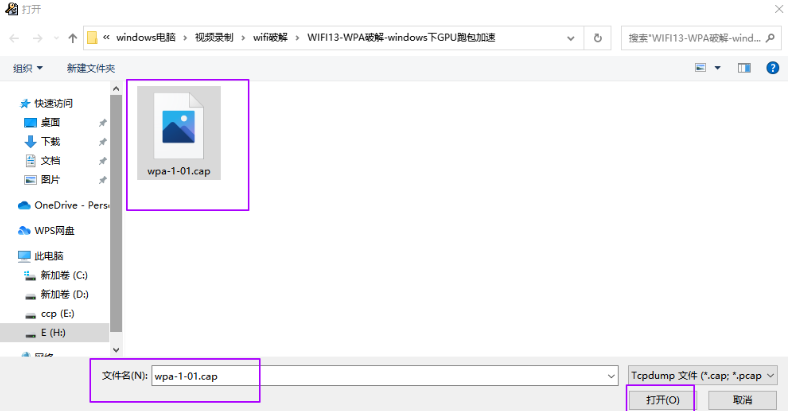 打开
« windows电脑 › 视频录制 › wifi破解 › WIFI13-WPA破解-windows下GPU跑包加速
搜索"WIFI13-WPA破解-wind...
组织
新建文件夹
快速访问
桌面
下载
文档
图片
OneDrive - Pers
WPS网盘
此电脑
新加卷 (C:)
新加卷 (D:)
ccp (E:)
E (H:)
网络
wpa-1-01.cap
文件名(N):
wpa-1-01.cap
Tcpdump 文件 (*.cap; *.pcap
打开(O)
取消